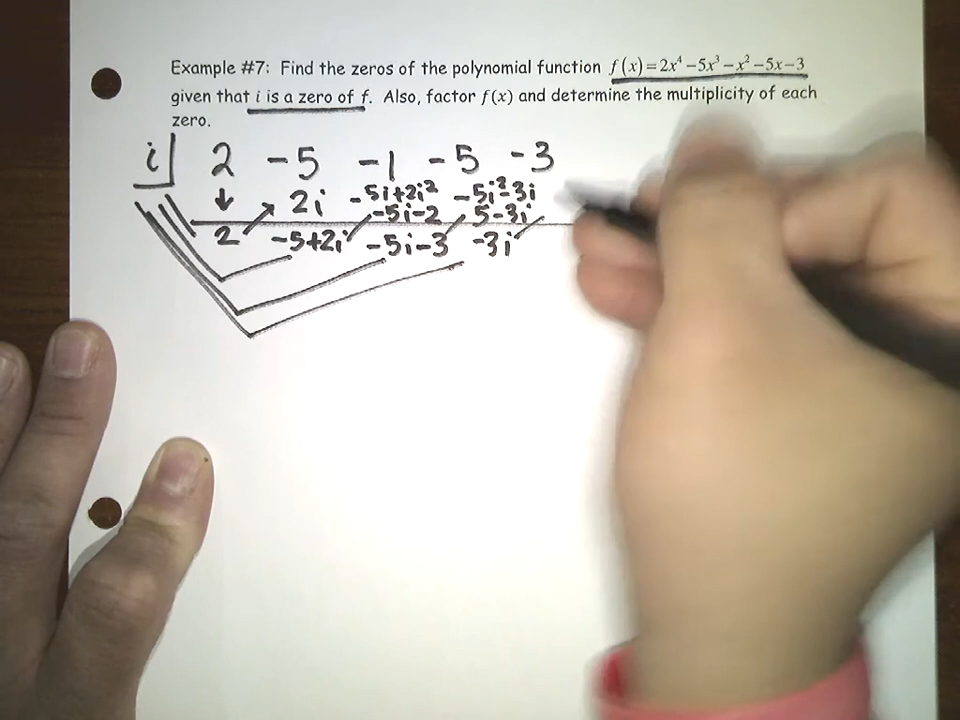 Example #7: Find the zeros of the polynomial function f(x)=2x⁴-5x³-x²-5x-3
given that i is a zero of f. Also, factor f(x) and determine the multiplicity of each
zero.
i 2 -5 -1 -5 -3
2i -5i+2i² -5i²-3i
-5i-2 5-3i
2 -5+2i -5i-3 -3i